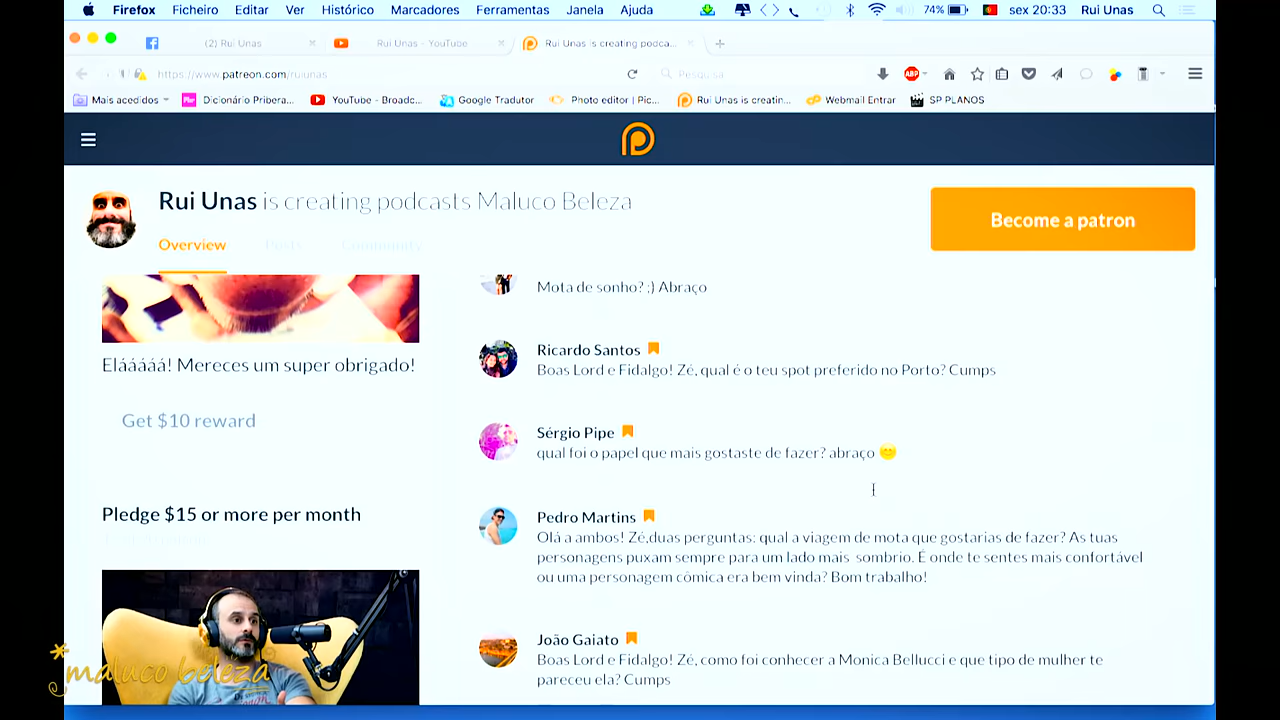 Firefox Ficheiro Editar Ver Histórico Marcadores Ferramentas Janela Ajuda 74% sex 20:33 Rui Unas
(2) Rui Unas Rui Unas - YouTube Rui Unas is creating podca...
https://www.patreon.com/ruiunas Pesquisa ABP
Mais acedidos Dicionário Pribera... YouTube - Broadc... Google Tradutor Photo editor | Pic... Rui Unas is creatin... Webmail Entrar SP PLANOS
Rui Unas is creating podcasts Maluco Beleza
Become a patron
Overview Posts Community
Mota de sonho? ;) Abraço
Eláááá! Mereces um super obrigado!
Get $10 reward
Pledge $15 or more per month
Ricardo Santos
Boas Lord e Fidalgo! Zé, qual é o teu spot preferido no Porto? Cumps
Sérgio Pipe
qual foi o papel que mais gostaste de fazer? abraço 😊
Pedro Martins
Olá a ambos! Zé,duas perguntas: qual a viagem de mota que gostarias de fazer? As tuas
personagens puxam sempre para um lado mais sombrio. É onde te sentes mais confortável
ou uma personagem cômica era bem vinda? Bom trabalho!
João Gaiato
Boas Lord e Fidalgo! Zé, como foi conhecer a Monica Bellucci e que tipo de mulher te
pareceu ela? Cumps
maluco beleza